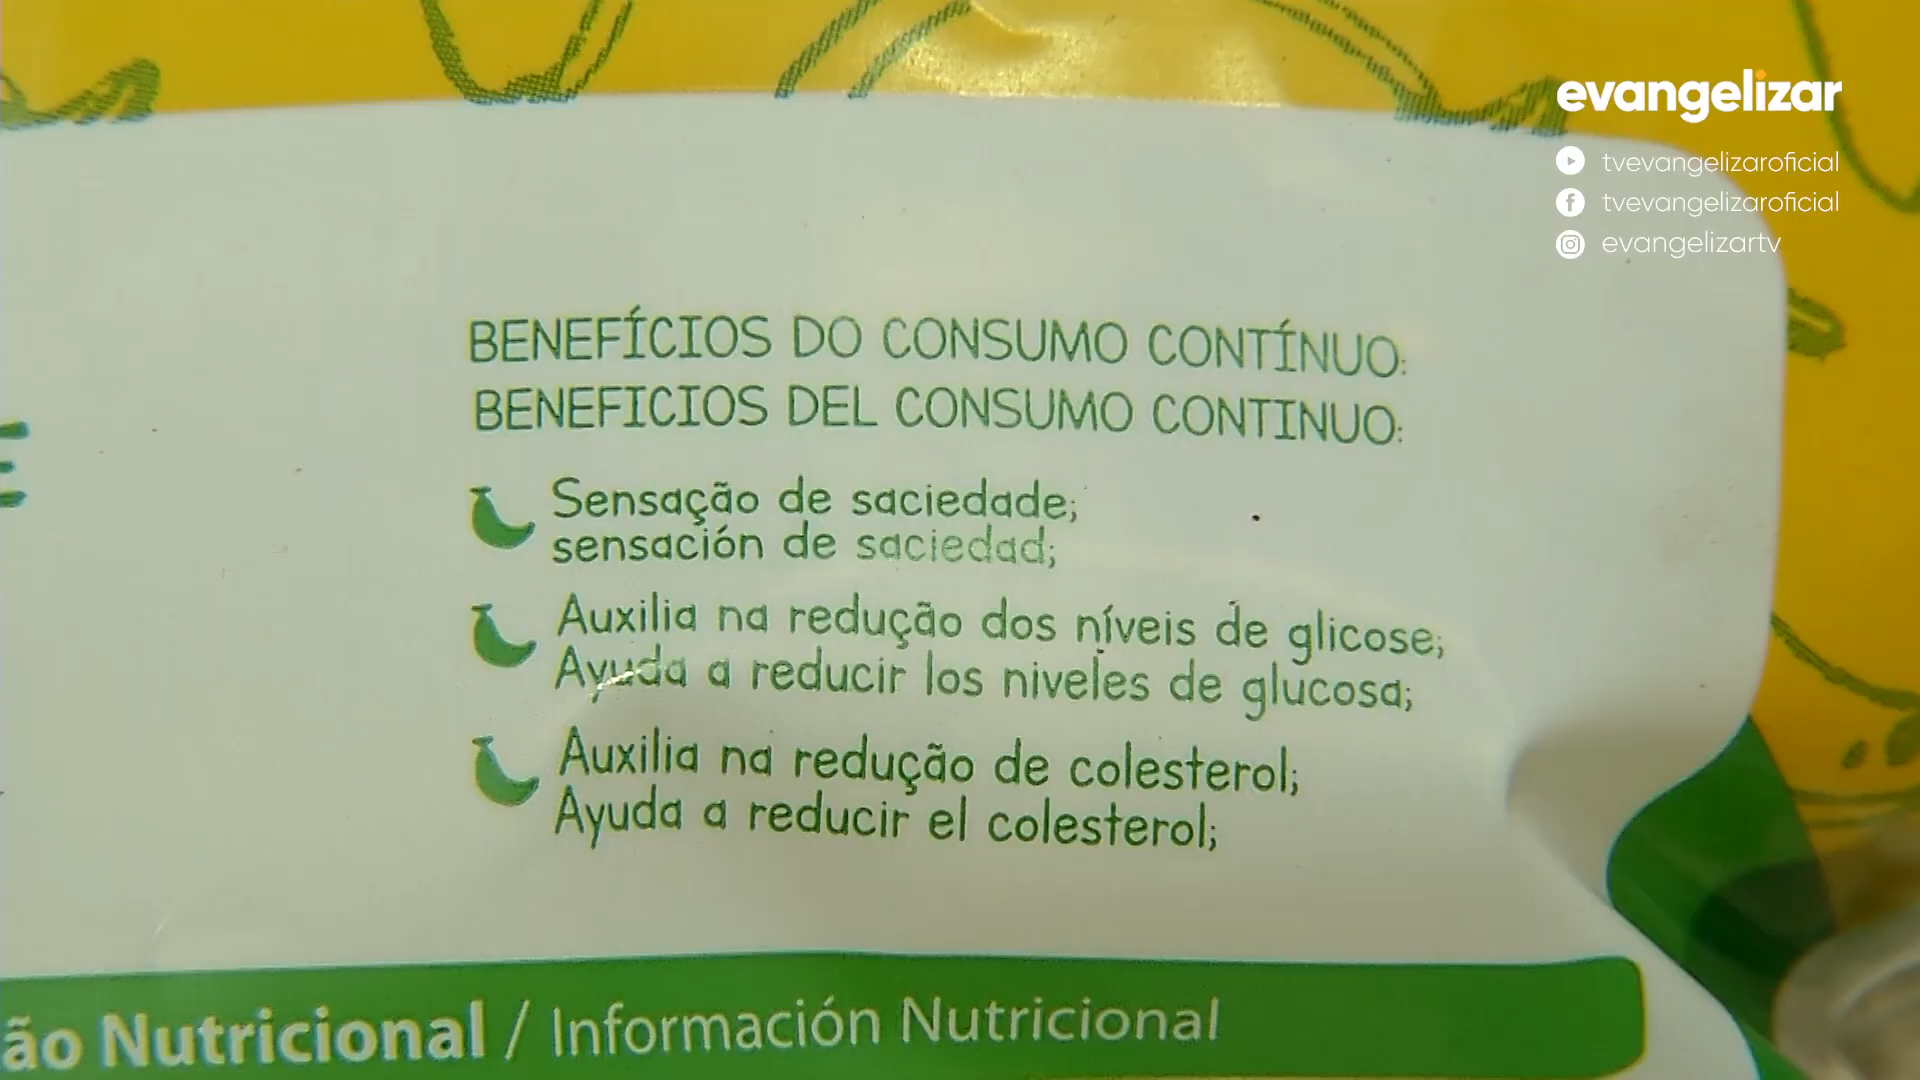 evangelizar
tvevangelizaroficial
tvevangelizaroficial
evangelizartv
BENEFÍCIOS DO CONSUMO CONTÍNUO:
BENEFICIOS DEL CONSUMO CONTINUO:
Sensação de saciedade;
sensación de saciedad;
Auxilia na redução dos níveis de glicose;
Ayuda a reducir los niveles de glucosa;
Auxilia na redução de colesterol;
Ayuda a reducir el colesterol;
ão Nutricional / Información Nutricional